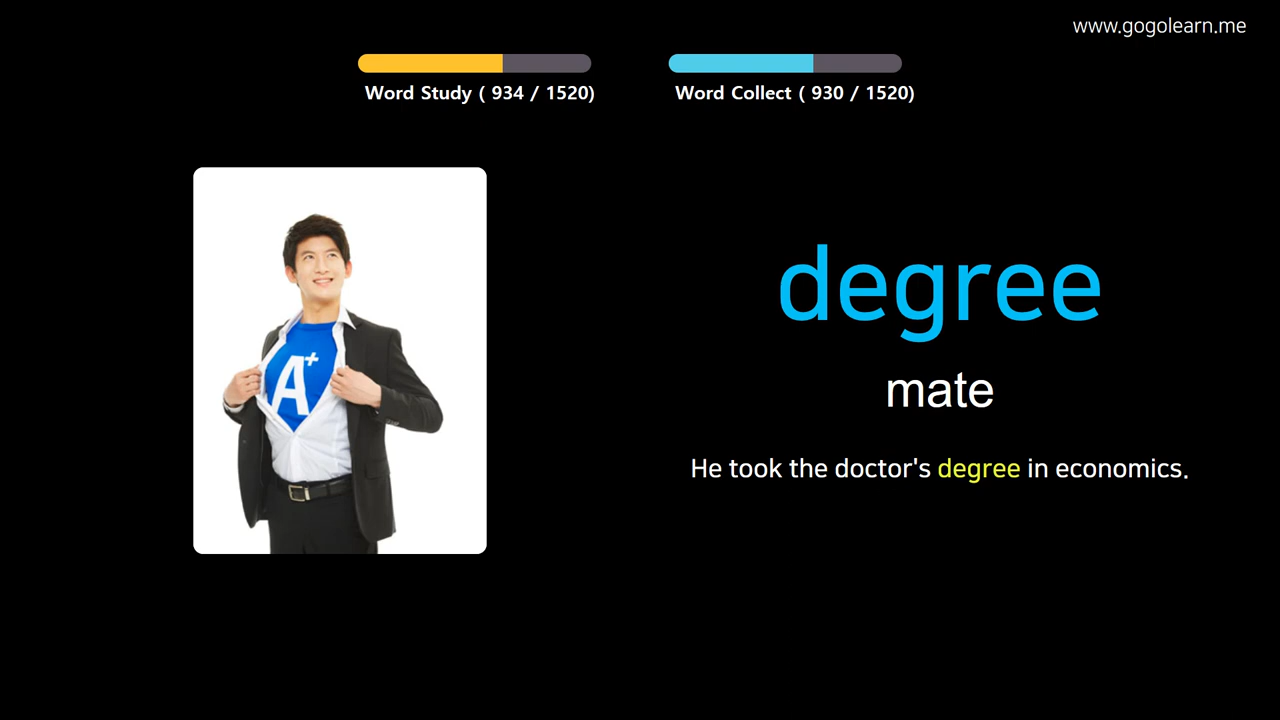 www.gogolearn.me
Word Study ( 934 / 1520)
Word Collect ( 930 / 1520)
A+
degree
mate
He took the doctor's degree in economics.